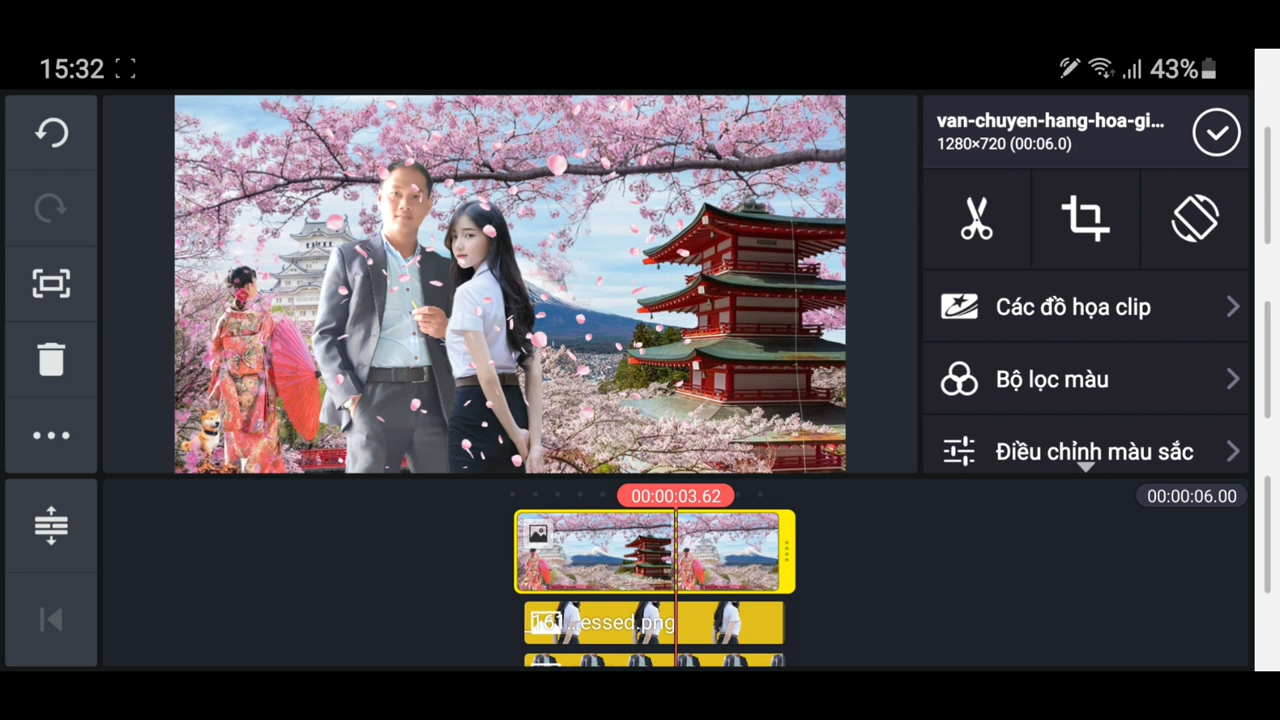 15:32
43%
van-chuyen-hang-hoa-gi...
1280×720 (00:06.0)
Các đồ họa clip
Bộ lọc màu
Điều chỉnh màu sắc
00:00:03.62
00:00:06.00
_161...essed.png